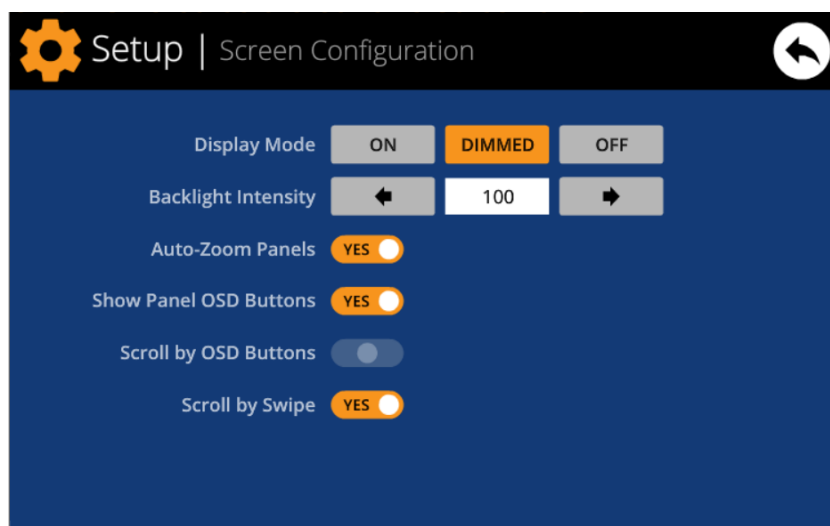 Setup | Screen Configuration
Display Mode ON DIMMED OFF
Backlight Intensity 100
Auto-Zoom Panels YES
Show Panel OSD Buttons YES
Scroll by OSD Buttons
Scroll by Swipe YES